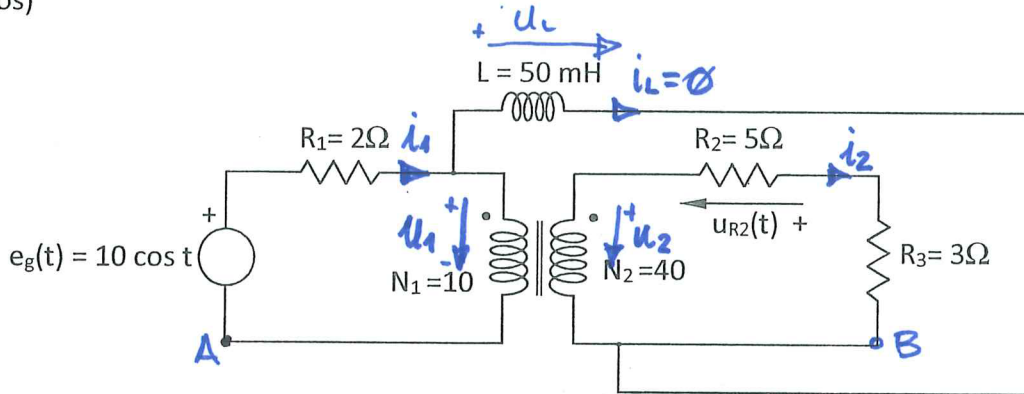 os)
+ uL
L = 50 mH iL=Ø
R1= 2Ω i1 R2= 5Ω i2
+ + +
uR2(t) +
eg(t) = 10 cos t u1 u2 R3= 3Ω
-
N1 =10 N2 =40
A B